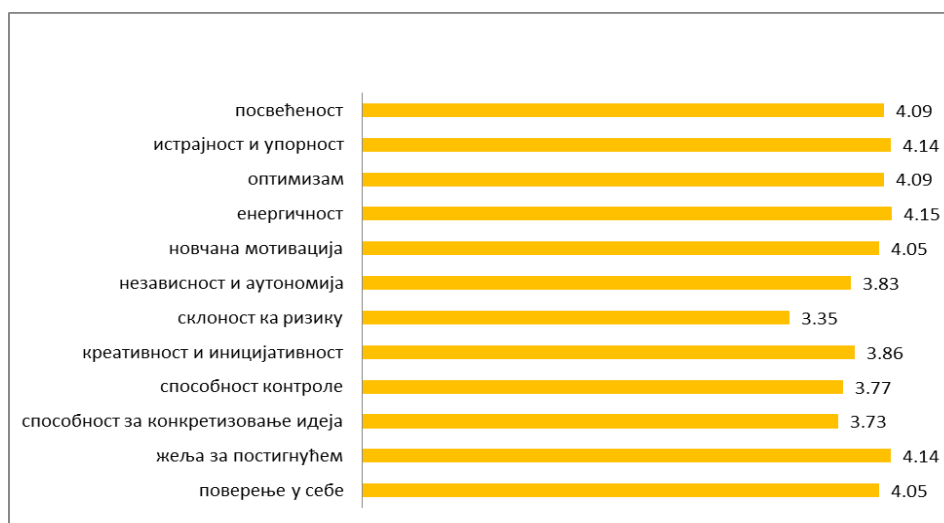 посвећеност 4.09
истрајност и упорност 4.14
оптимизам 4.09
енергичност 4.15
новчана мотивација 4.05
независност и аутономија 3.83
склоност ка ризику 3.35
креативност и иницијативност 3.86
способност контроле 3.77
способност за конкретизовање идеја 3.73
жеља за постигнућем 4.14
поверење у себе 4.05